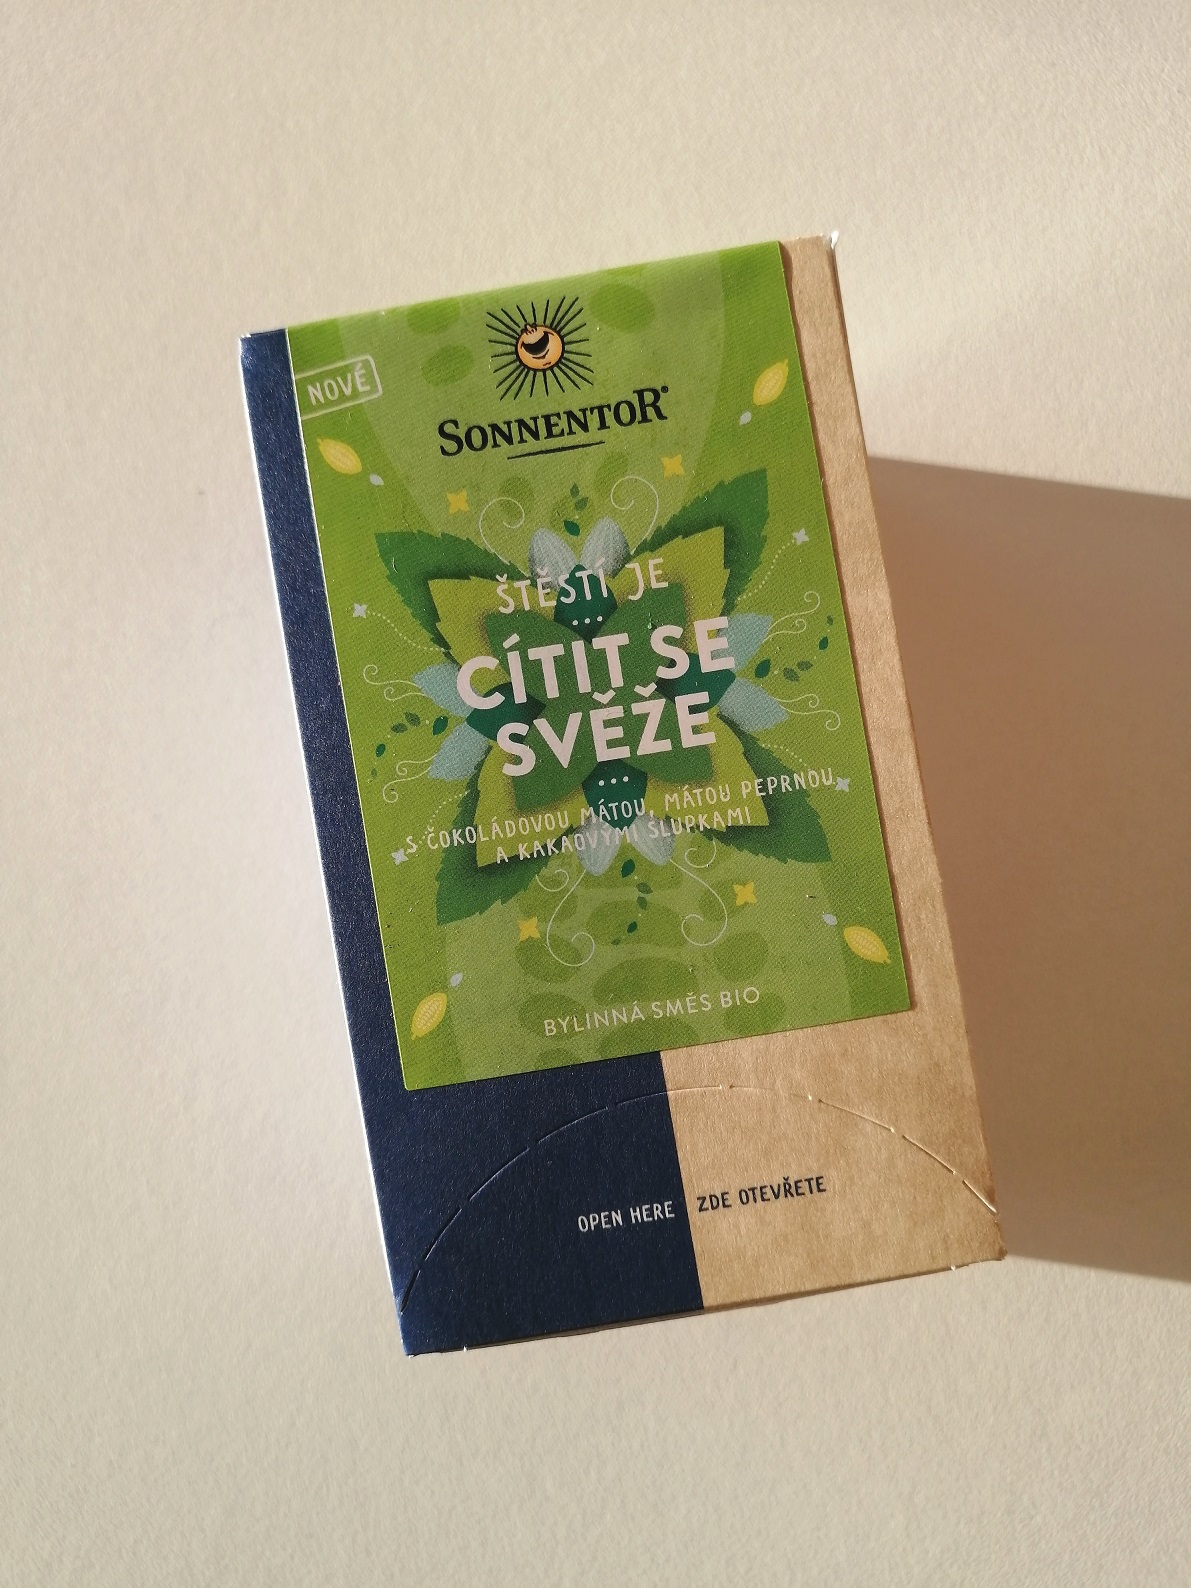 NOVÉ
SONNENTOR®
ŠTĚSTÍ JE
...
CÍTIT SE
SVĚŽE
...
S ČOKOLÁDOVOU MÁTOU, MÁTOU PEPRNOU
A KAKAOVÝMI SLUPKAMI
BYLINNÁ SMĚS BIO
OPEN HERE ZDE OTEVŘETE